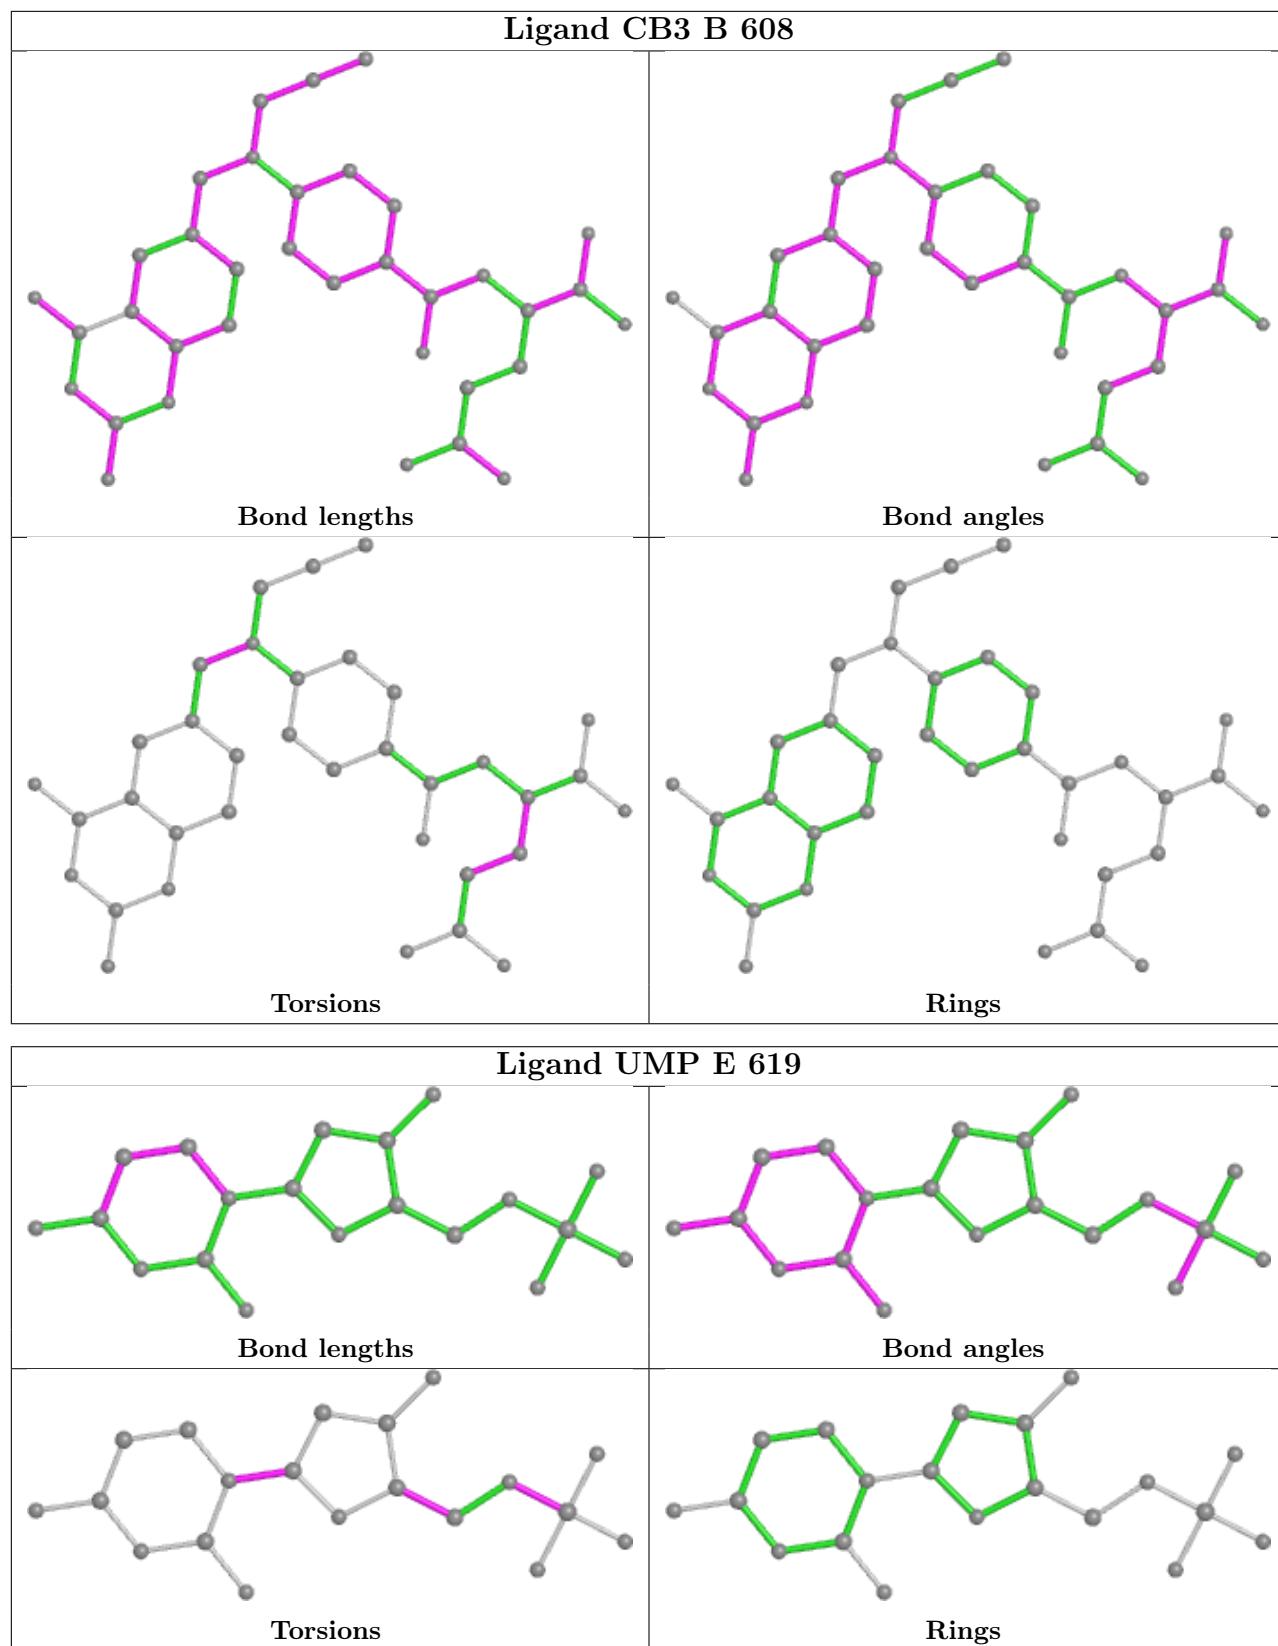 Ligand CB3 B 608
Bond lengths
Bond angles
Torsions
Rings
Ligand UMP E 619
Bond lengths
Bond angles
Torsions
Rings